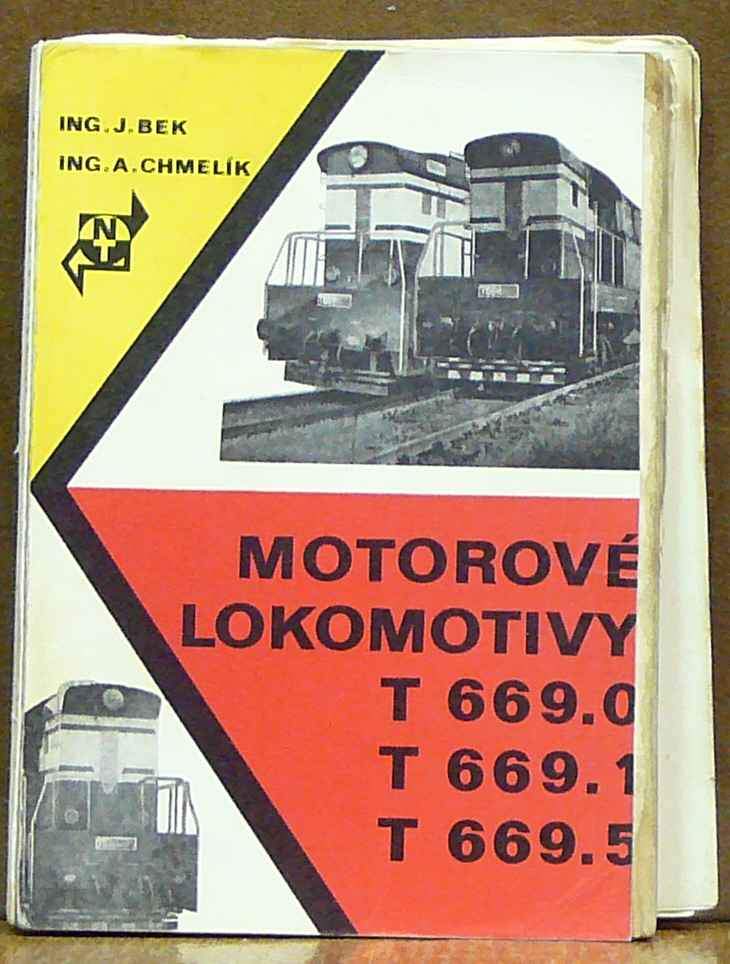 ING. J. BEK
ING. A. CHMELÍK
N
T
MOTOROVÉ
LOKOMOTIVY
T 669.0
T 669.1
T 669.5